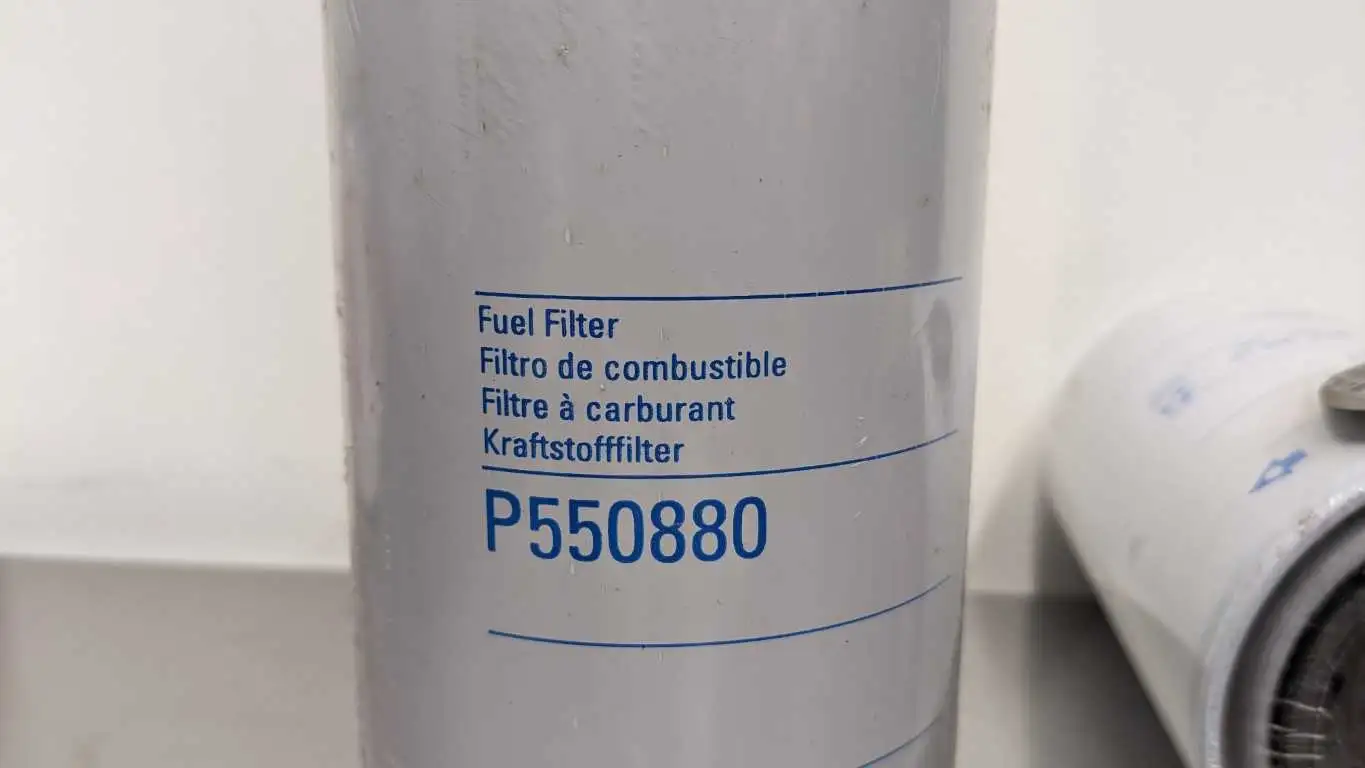 Fuel Filter
Filtro de combustible
Filtre à carburant
Kraftstofffilter
P550880